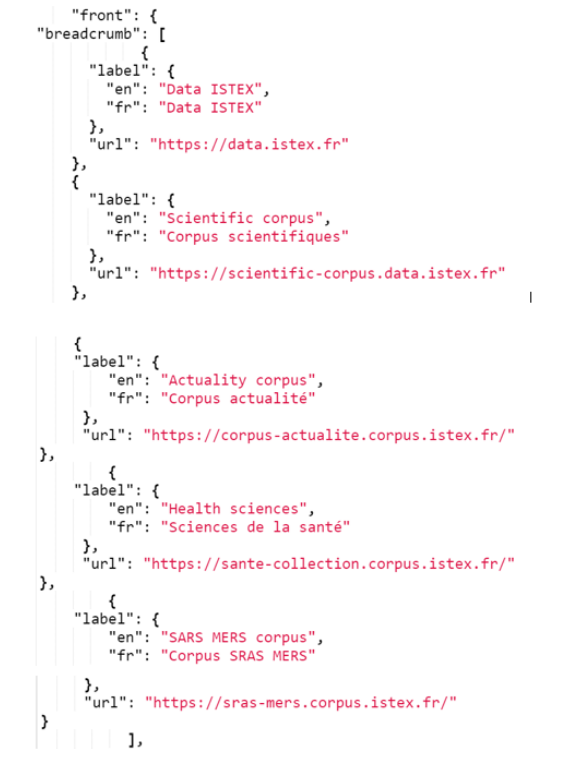 "front": {
"breadcrumb": [
{
"label": {
"en": "Data ISTEX",
"fr": "Data ISTEX"
},
"url": "https://data.istex.fr"
},
{
"label": {
"en": "Scientific corpus",
"fr": "Corpus scientifiques"
},
"url": "https://scientific-corpus.data.istex.fr"
},
{
"label": {
"en": "Actuality corpus",
"fr": "Corpus actualité"
},
"url": "https://corpus-actualite.corpus.istex.fr/"
},
{
"label": {
"en": "Health sciences",
"fr": "Sciences de la santé"
},
"url": "https://sante-collection.corpus.istex.fr/"
},
{
"label": {
"en": "SARS MERS corpus",
"fr": "Corpus SRAS MERS"
},
"url": "https://sras-mers.corpus.istex.fr/"
}
],